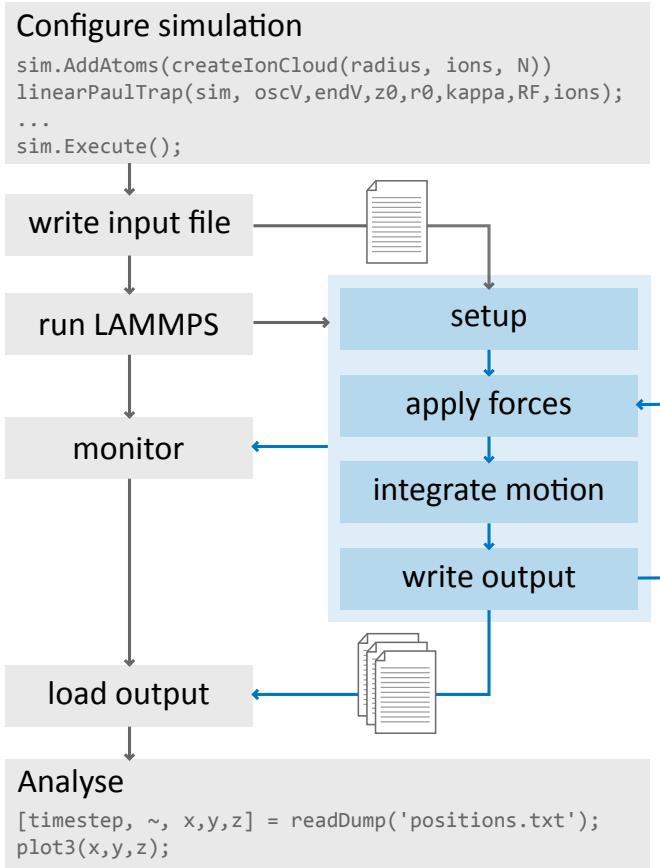 Configure simulation
sim.AddAtoms(createIonCloud(radius, ions, N))
linearPaulTrap(sim, oscV,endV,z0,r0,kappa,RF,ions);
...
sim.Execute();
write input file
run LAMMPS
setup
apply forces
monitor
integrate motion
write output
load output
Analyse
[timestep, ~, x,y,z] = readDump('positions.txt');
plot3(x,y,z);